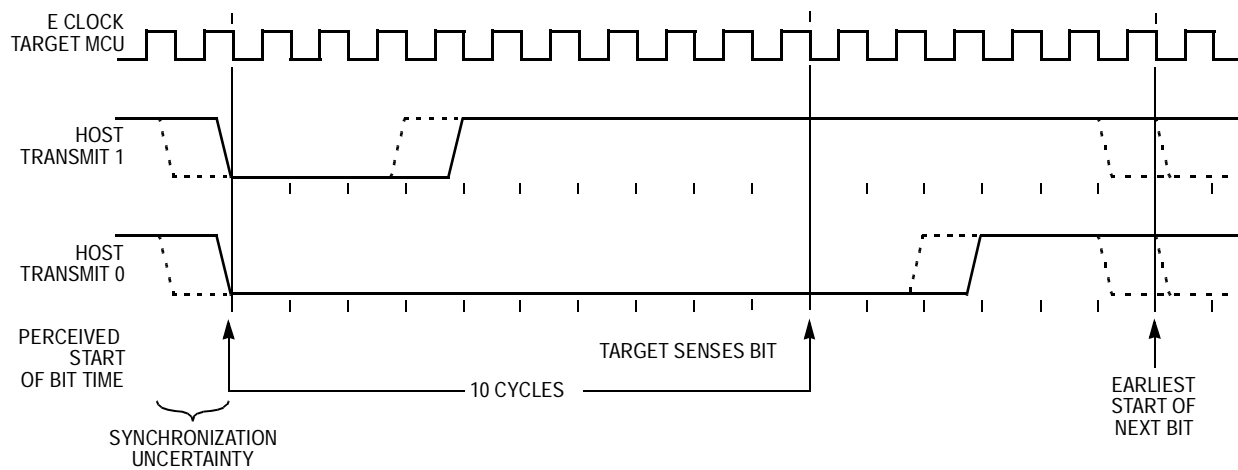 E CLOCK
TARGET MCU
HOST
TRANSMIT 1
HOST
TRANSMIT 0
PERCEIVED
START
OF BIT TIME
TARGET SENSES BIT
10 CYCLES
EARLIEST
START OF
NEXT BIT
SYNCHRONIZATION
UNCERTAINTY